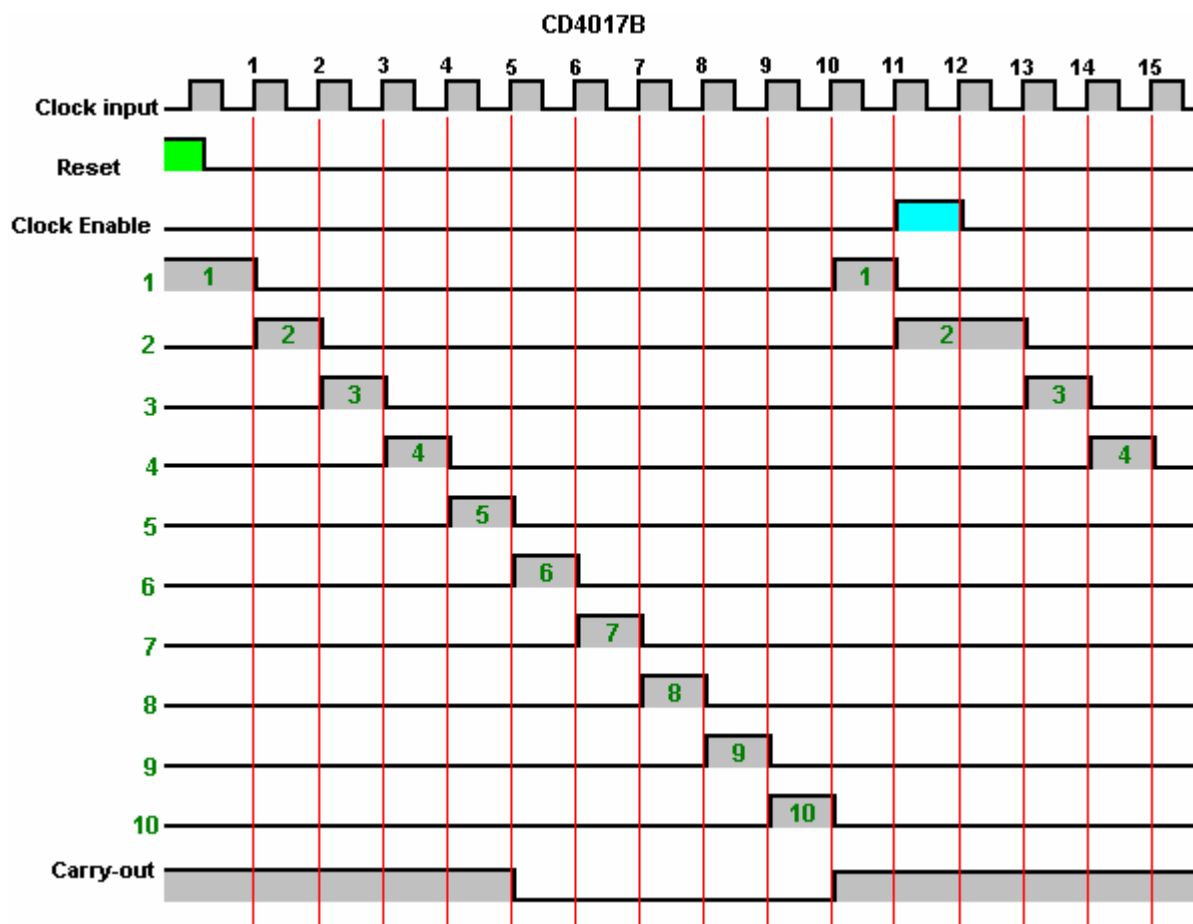 CD4017B
1 2 3 4 5 6 7 8 9 10 11 12 13 14 15
Clock input
Reset
Clock Enable
1 1 1
2 2 2
3 3 3
4 4 4
5 5
6 6
7 7
8 8
9 9
10 10
Carry-out